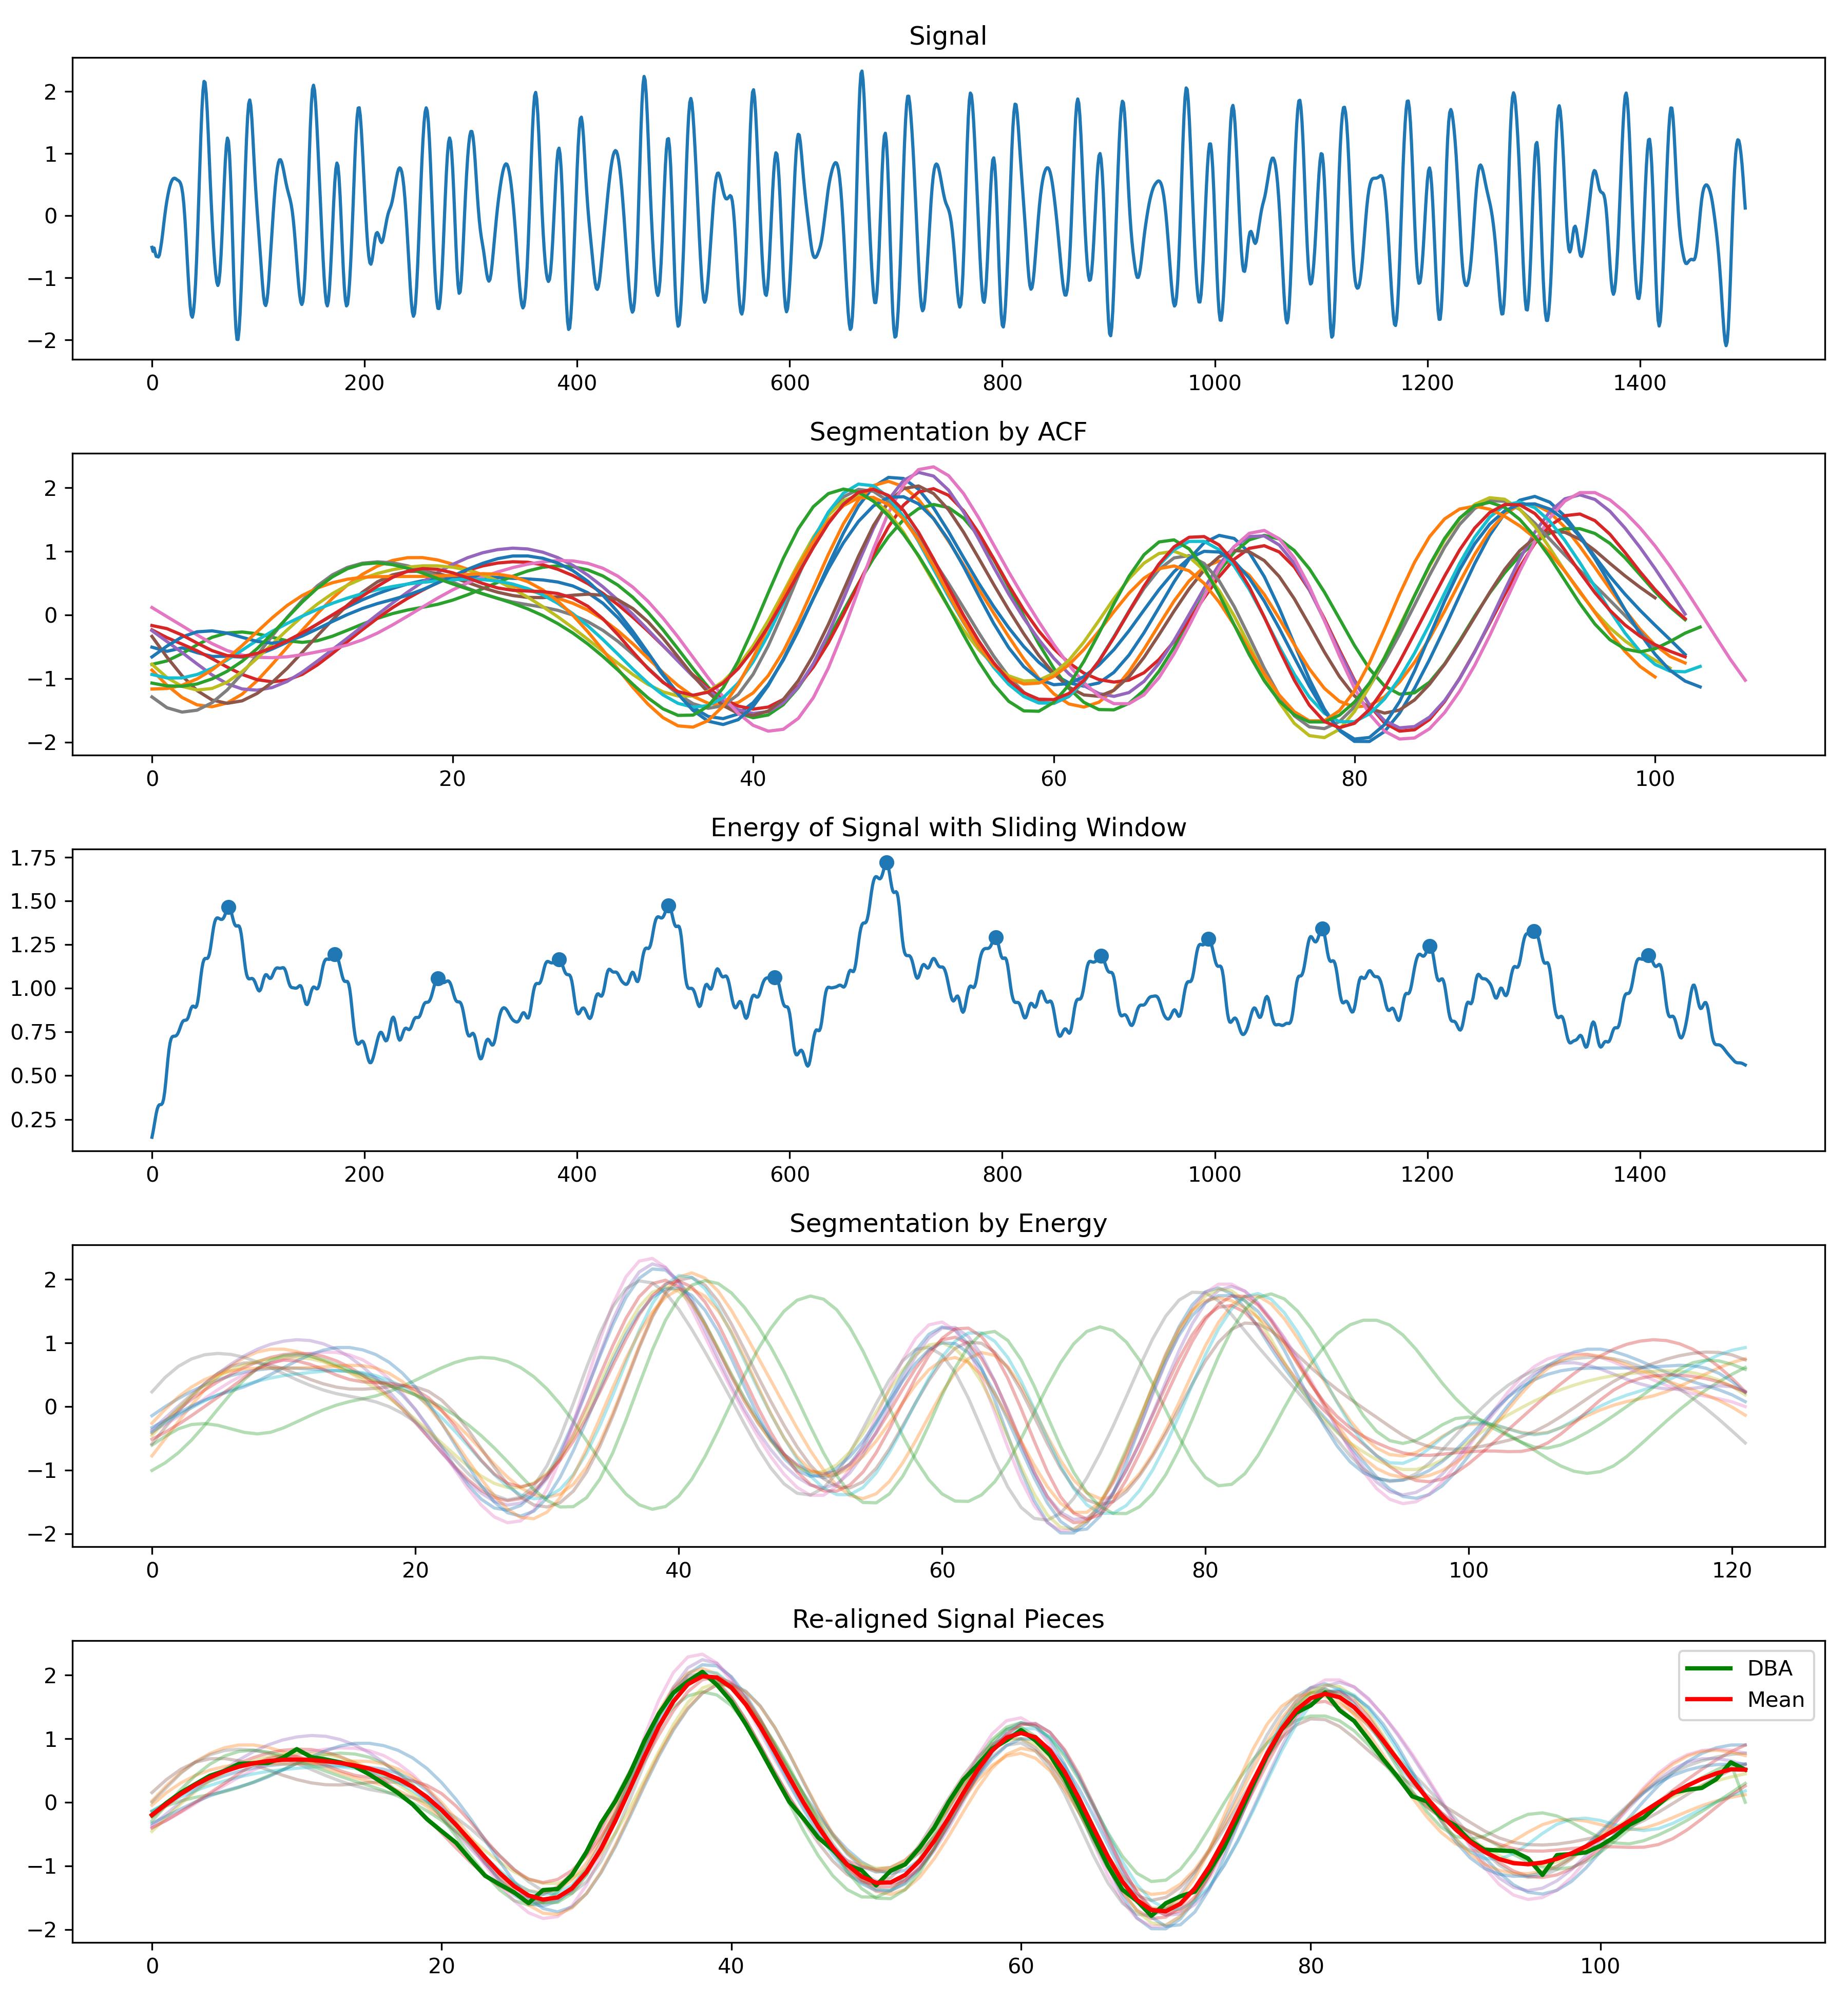 Signal
2
1
0
−1
−2
0 200 400 600 800 1000 1200 1400
Segmentation by ACF
2
1
0
−1
−2
0 20 40 60 80 100
Energy of Signal with Sliding Window
1.75
1.50
1.25
1.00
0.75
0.50
0.25
0 200 400 600 800 1000 1200 1400
Segmentation by Energy
2
1
0
−1
−2
0 20 40 60 80 100 120
Re-aligned Signal Pieces
2
1
0
−1
−2
DBA
Mean
0 20 40 60 80 100